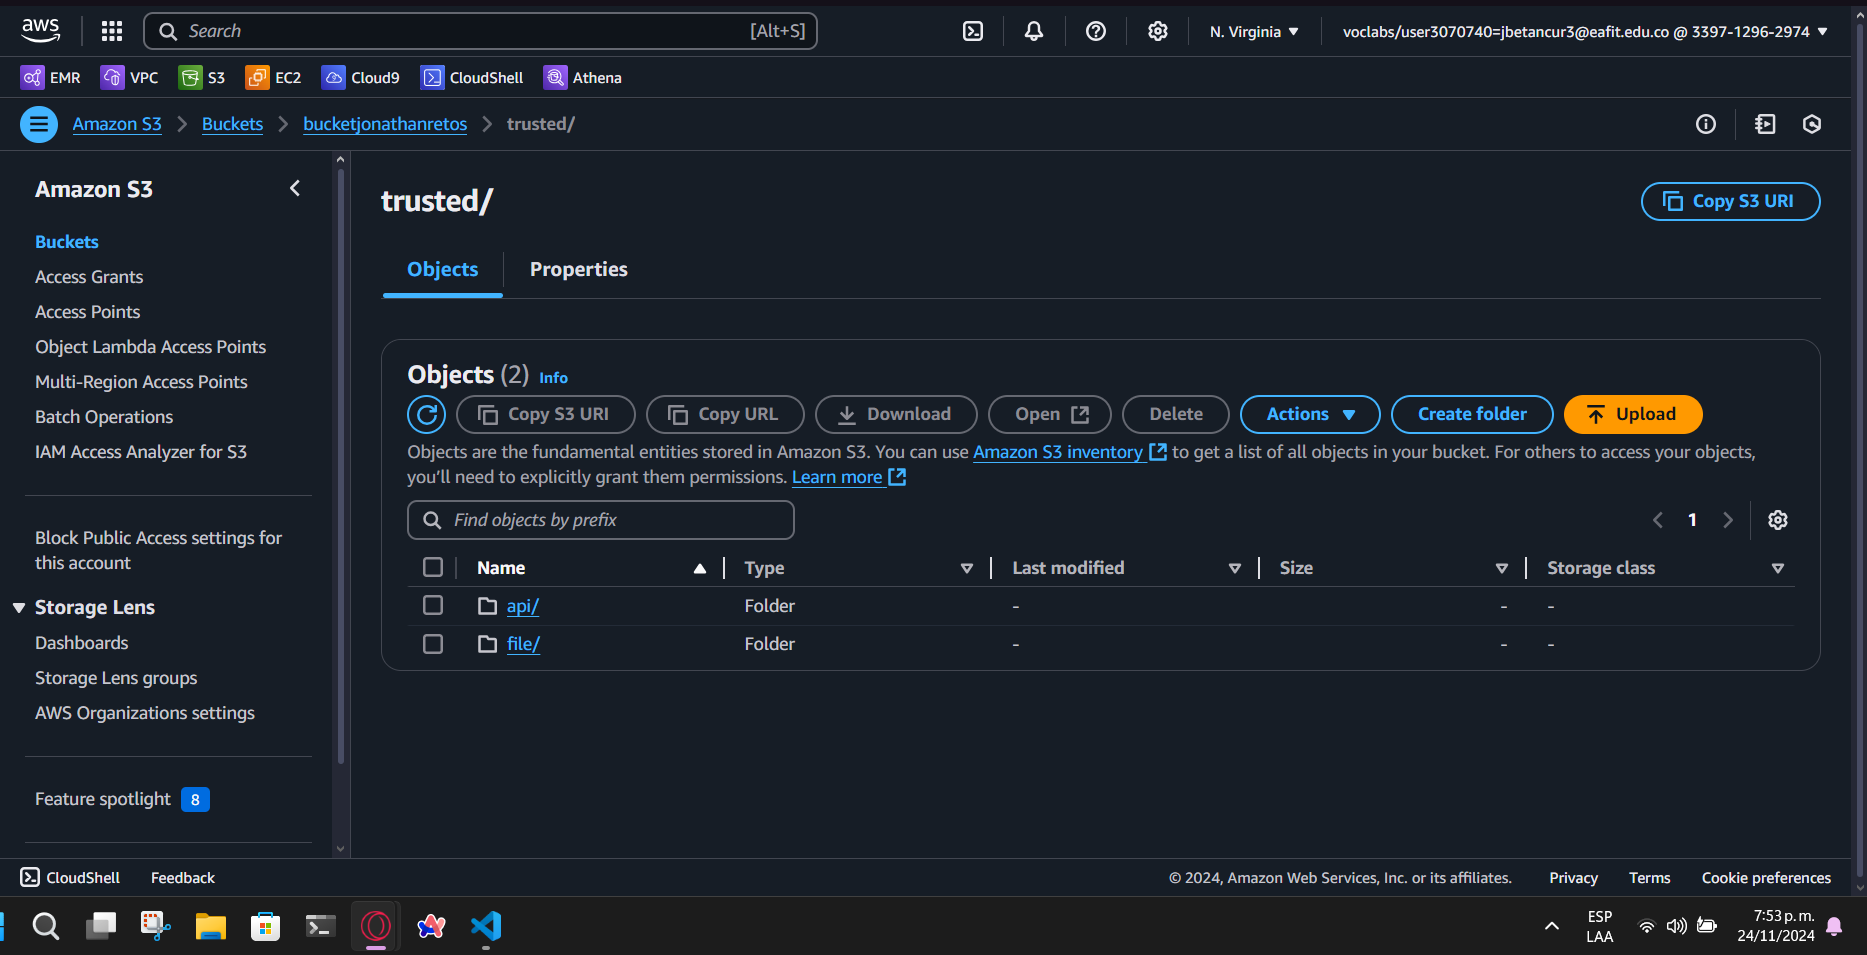 aws
Search [Alt+S]
N. Virginia
voclabs/user3070740=jbetancur3@eafit.edu.co @ 3397-1296-2974
EMR VPC S3 EC2 Cloud9 CloudShell Athena
Amazon S3 Buckets bucketjonathanretos trusted/
Amazon S3
Buckets
Access Grants
Access Points
Object Lambda Access Points
Multi-Region Access Points
Batch Operations
IAM Access Analyzer for S3
Block Public Access settings for
this account
Storage Lens
Dashboards
Storage Lens groups
AWS Organizations settings
Feature spotlight 8
trusted/
Copy S3 URI
Objects Properties
Objects (2) Info
Copy S3 URI Copy URL Download Open Delete Actions Create folder Upload
Objects are the fundamental entities stored in Amazon S3. You can use Amazon S3 inventory to get a list of all objects in your bucket. For others to access your objects,
you'll need to explicitly grant them permissions. Learn more
Find objects by prefix
1
Name Type Last modified Size Storage class
api/ Folder - - -
file/ Folder - - -
CloudShell Feedback
© 2024, Amazon Web Services, Inc. or its affiliates. Privacy Terms Cookie preferences
ESP
LAA
7:53 p. m.
24/11/2024